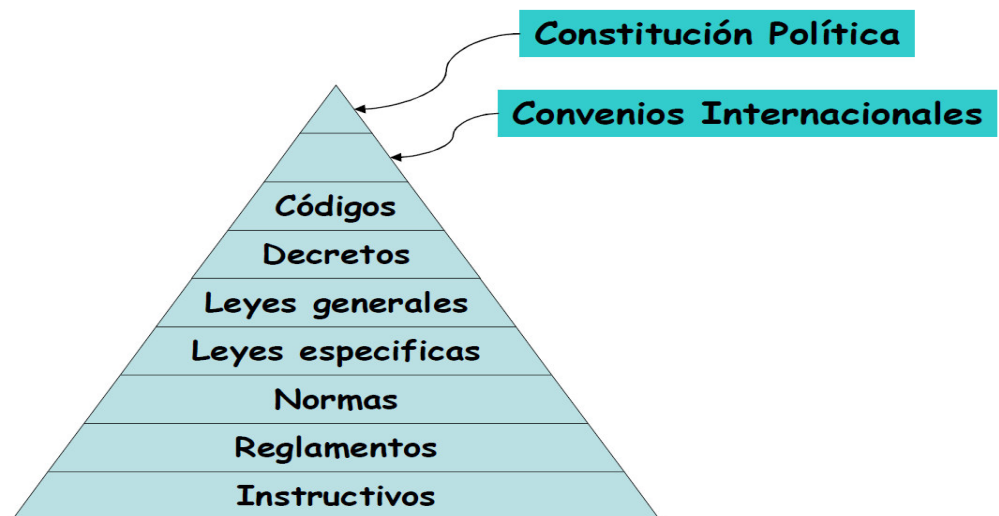 Constitución Política
Convenios Internacionales
Códigos
Decretos
Leyes generales
Leyes especificas
Normas
Reglamentos
Instructivos